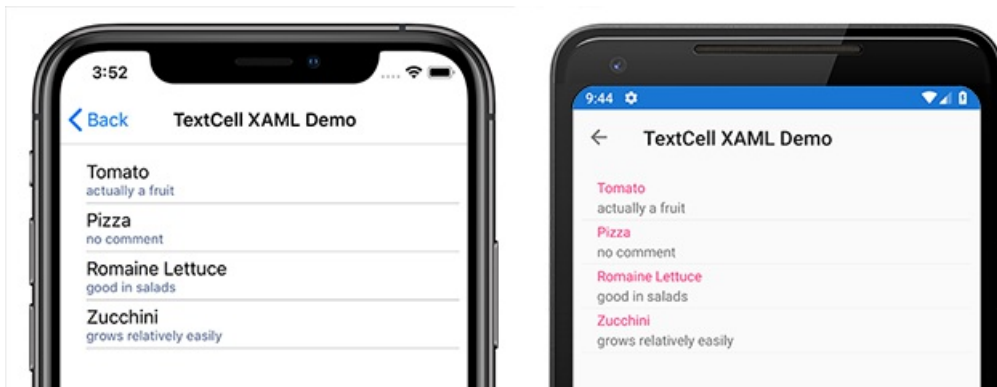 3:52
Back TextCell XAML Demo
Tomato
actually a fruit
Pizza
no comment
Romaine Lettuce
good in salads
Zucchini
grows relatively easily
9:44
TextCell XAML Demo
Tomato
actually a fruit
Pizza
no comment
Romaine Lettuce
good in salads
Zucchini
grows relatively easily